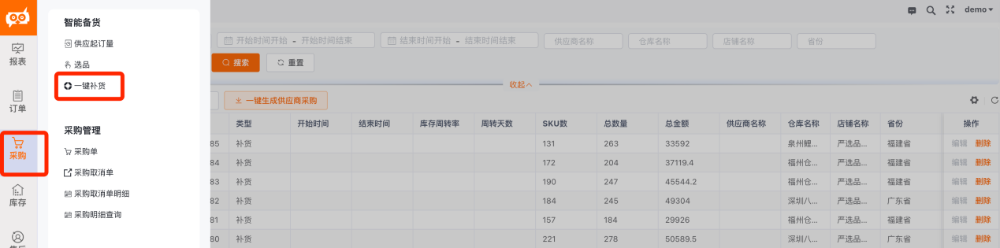 demo
报表
订单
采购
库存
智能备货
供应起订量
选品
一键补货
采购管理
采购单
采购取消单
采购取消单明细
采购明细查询
开始时间开始 - 开始时间结束 结束时间开始 - 结束时间结束 供应商名称 仓库名称 店铺名称 省份
搜索 重置
收起
一键生成供应商采购
类型 开始时间 结束时间 库存周转率 周转天数 SKU数 总数量 总金额 供应商名称 仓库名称 店铺名称 省份 操作
85 补货 131 263 33592 泉州鲤... 严选品... 福建省 编辑 删除
84 补货 172 204 37119.4 福州仓... 严选品... 福建省 编辑 删除
83 补货 190 247 45544.2 福州仓... 严选品... 福建省 编辑 删除
82 补货 184 245 49304 深圳八... 严选品... 广东省 编辑 删除
81 补货 157 184 29926 福州仓... 严选品... 福建省 编辑 删除
80 补货 221 278 50589.5 深圳八... 严选品... 广东省 编辑 删除